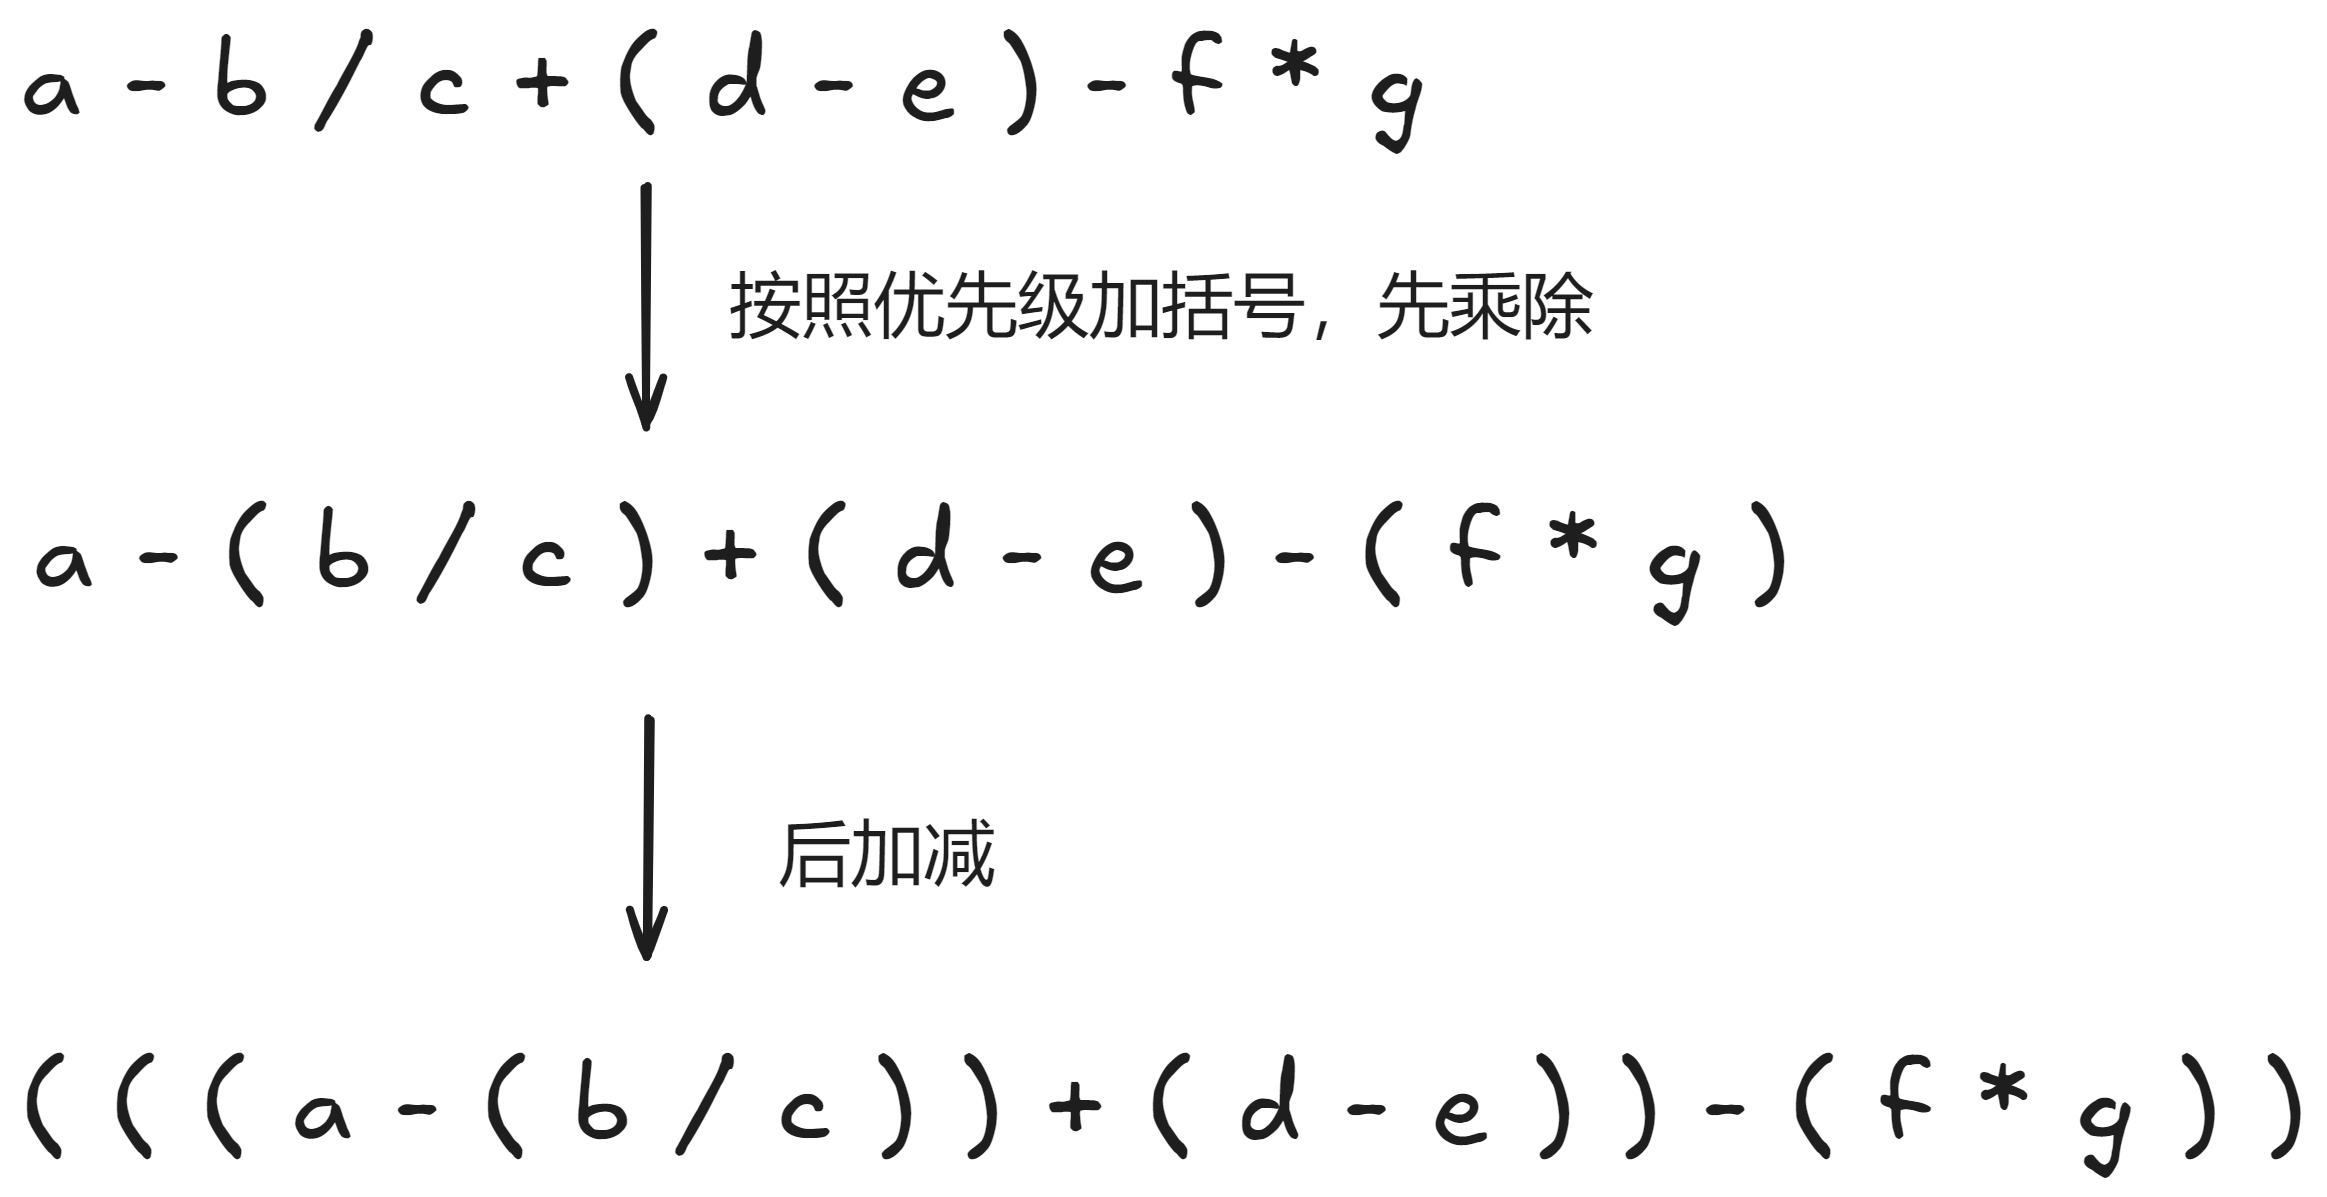 a - b / c + ( d - e ) - f * g
按照优先级加括号，先乘除
a - ( b / c ) + ( d - e ) - ( f * g )
后加减
( ( ( a - ( b / c ) ) + ( d - e ) ) - ( f * g ) )